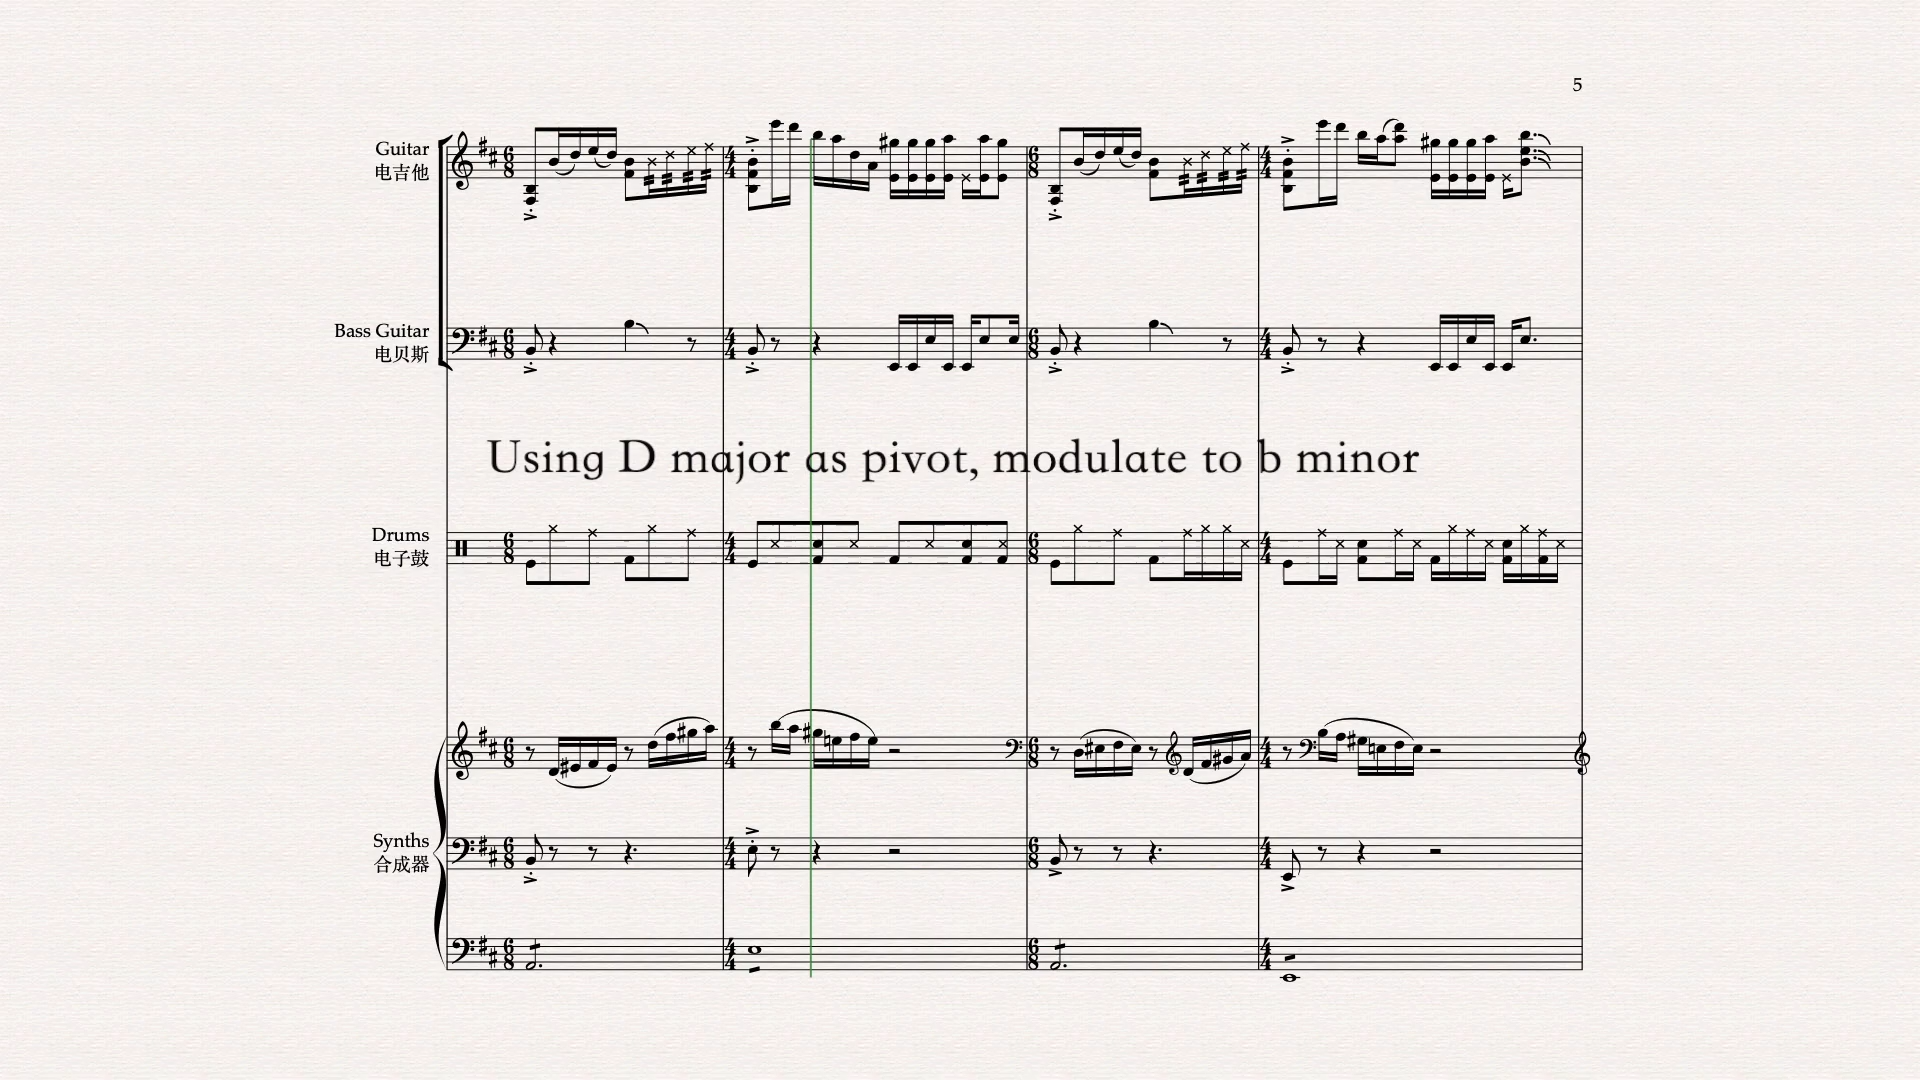 5
Guitar
电吉他
Bass Guitar
电贝斯
Using D major as pivot, modulate to b minor
Drums
电子鼓
Synths
合成器